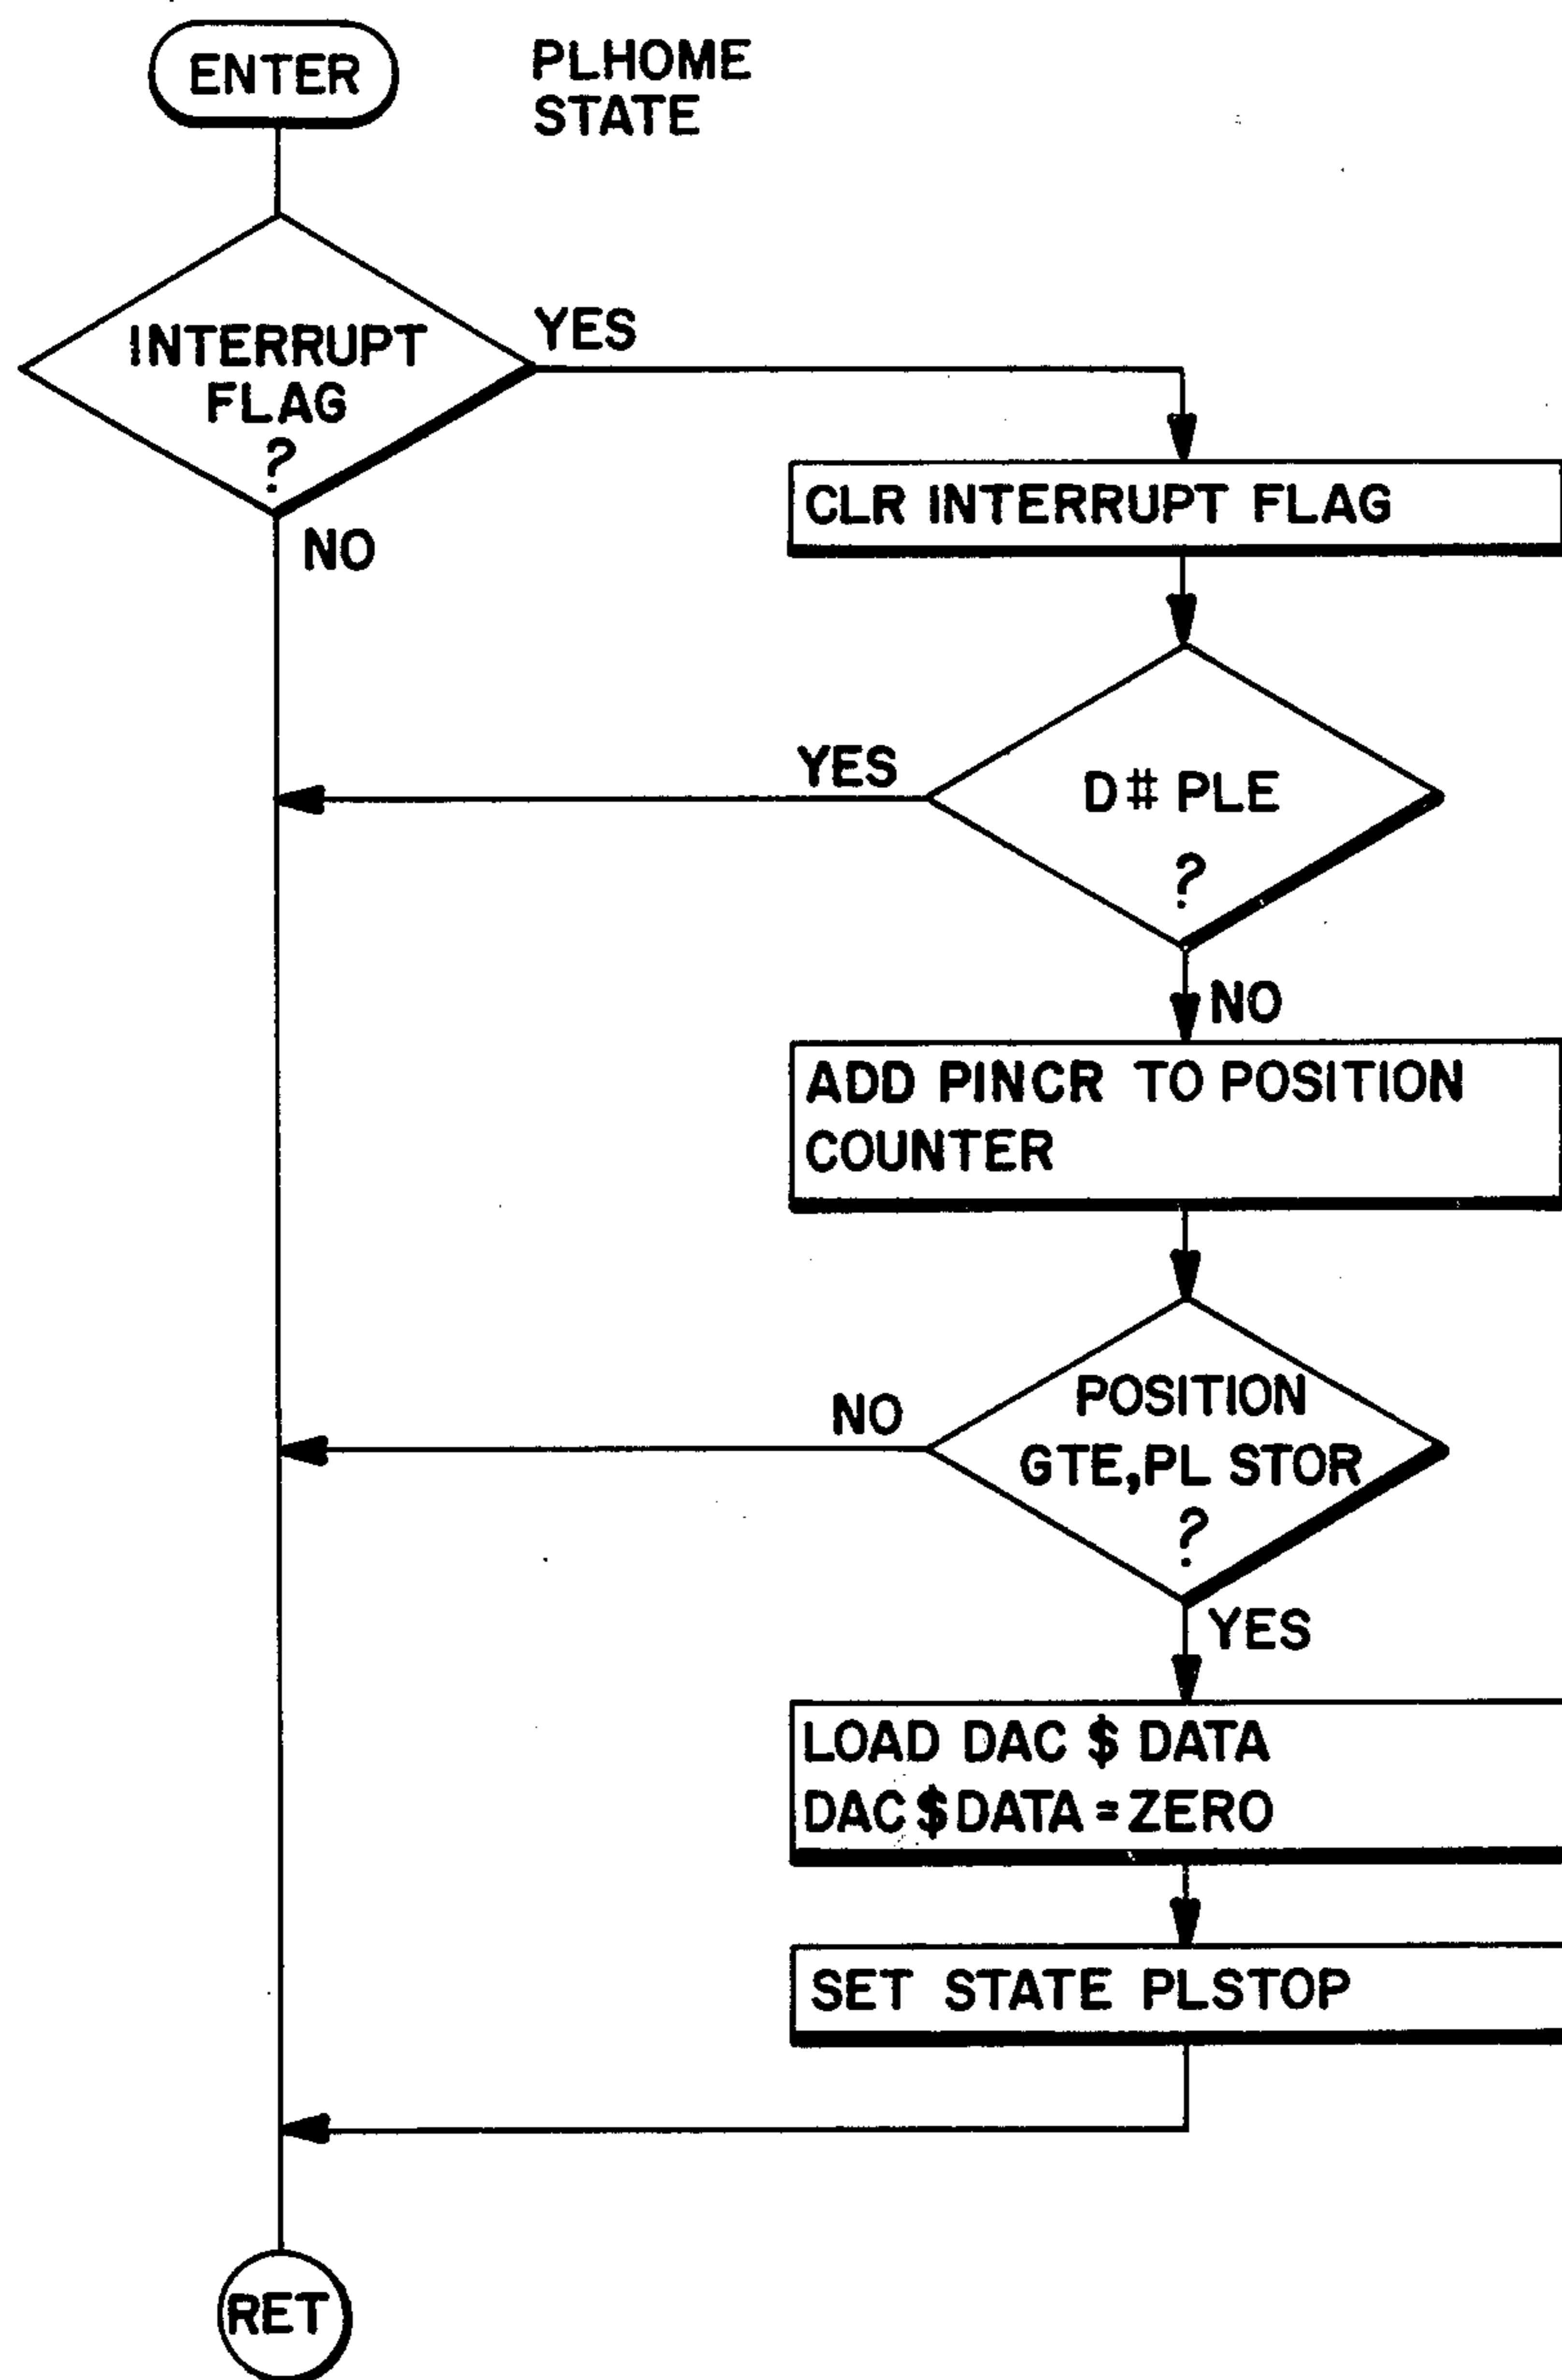 ENTER
PLHOME
STATE
INTERRUPT
FLAG
?
YES
NO
CLR INTERRUPT FLAG
D# PLE
?
YES
NO
ADD PINCR TO POSITION
COUNTER
POSITION
GTE,PL STOR
?
NO
YES
LOAD DAC $ DATA
DAC $ DATA = ZERO
SET STATE PLSTOP
RET